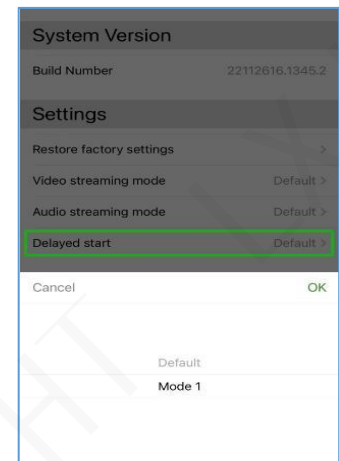 System Version
Build Number 22112616.1345.2
Settings
Restore factory settings >
Video streaming mode Default >
Audio streaming mode Default >
Delayed start Default >
Cancel OK
Default
Mode 1